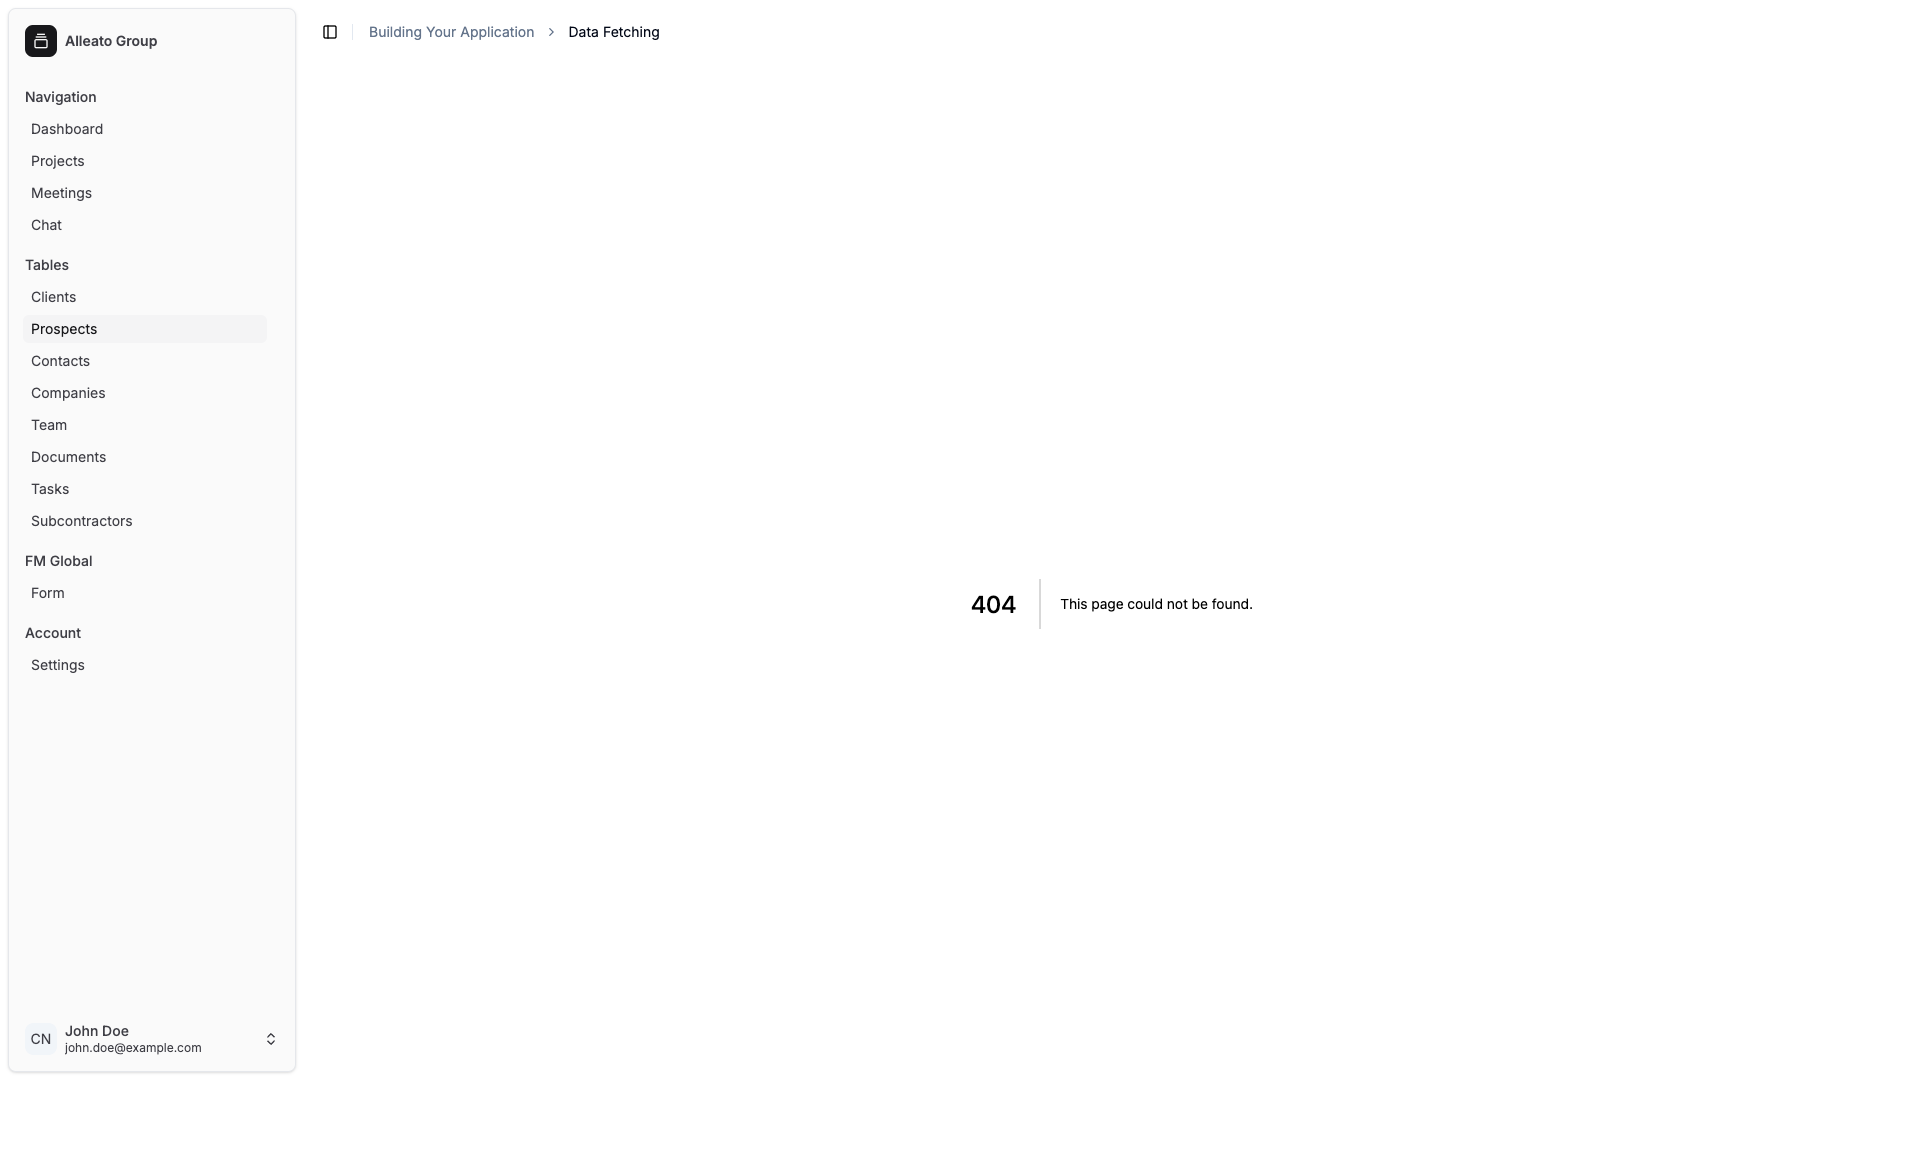 Alleato Group
Navigation
Dashboard
Projects
Meetings
Chat
Tables
Clients
Prospects
Contacts
Companies
Team
Documents
Tasks
Subcontractors
FM Global
Form
Account
Settings
CN
John Doe
john.doe@example.com
Building Your Application > Data Fetching
404
This page could not be found.